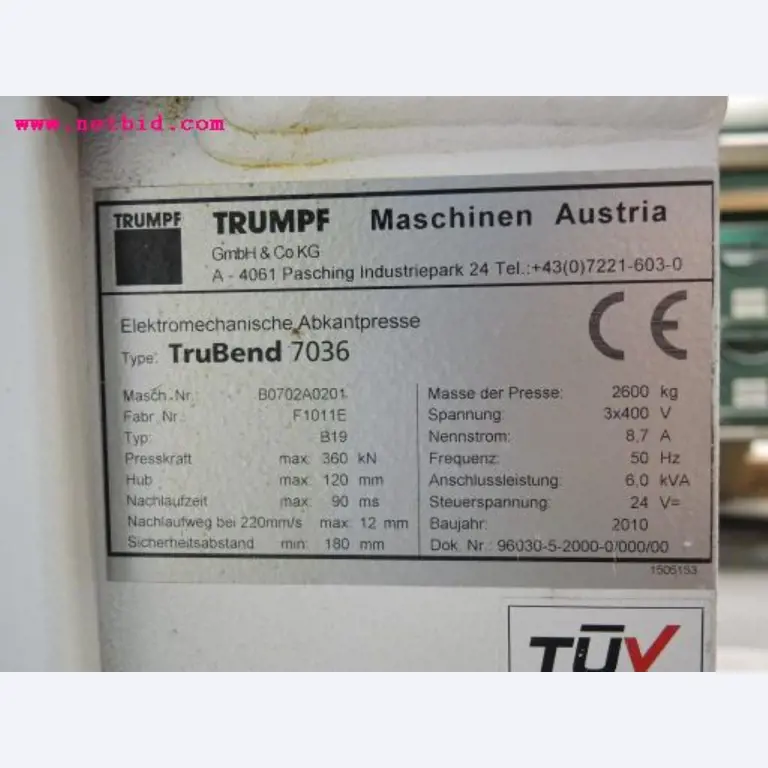 www.netbid.com
TRUMPF
TRUMPF Maschinen Austria
GmbH & Co KG
A - 4061 Pasching Industriepark 24 Tel.:+43(0)7221-603-0
Elektromechanische Abkantpresse
Type: TruBend 7036
CE
Masch.Nr.: B0702A0201
Fabr Nr.: F1011E
Typ: B19
Presskraft max. 360 kN
Hub max. 120 mm
Nachlaufzeit max. 90 ms
Nachlaufweg bei 220mm/s max. 12 mm
Sicherheitsabstand min. 180 mm
Masse der Presse: 2600 kg
Spannung: 3x400 V
Nennstrom: 8,7 A
Frequenz: 50 Hz
Anschlussleistung: 6,0 kVA
Steuerspannung: 24 V=
Baujahr: 2010
Dok. Nr.: 96030-5-2000-0/000/00
1505153
TÜV